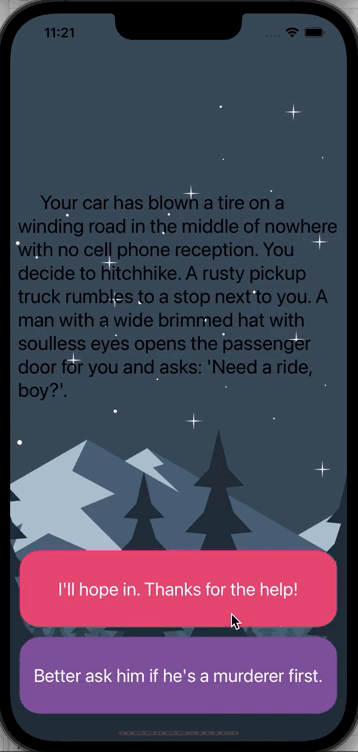 11:21
Your car has blown a tire on a
winding road in the middle of nowhere
with no cell phone reception. You
decide to hitchhike. A rusty pickup
truck rumbles to a stop next to you. A
man with a wide brimmed hat with
soulless eyes opens the passenger
door for you and asks: 'Need a ride,
boy?'.
I'll hope in. Thanks for the help!
Better ask him if he's a murderer first.